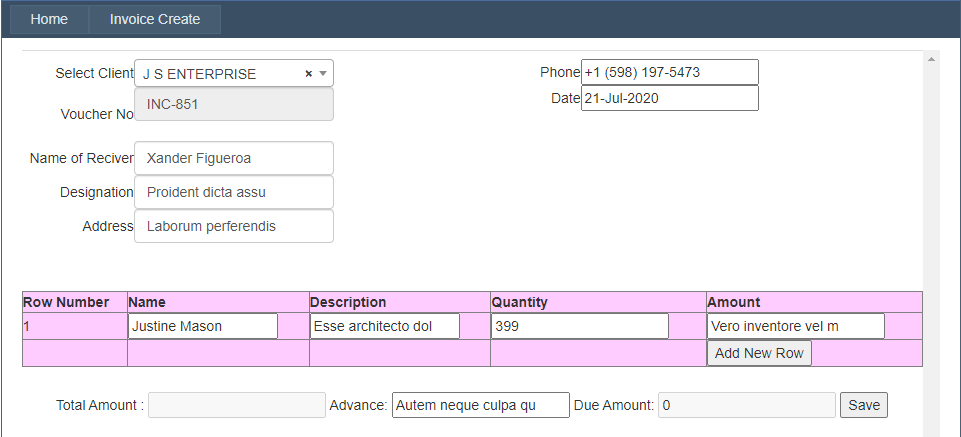 Home Invoice Create
Select Client J S ENTERPRISE × Phone +1 (598) 197-5473
Voucher No INC-851 Date 21-Jul-2020
Name of Reciver Xander Figueroa
Designation Proident dicta assu
Address Laborum perferendis
Row Number Name Description Quantity Amount
1 Justine Mason Esse architecto dol 399 Vero inventore vel m
Add New Row
Total Amount : Advance: Autem neque culpa qu Due Amount: 0 Save